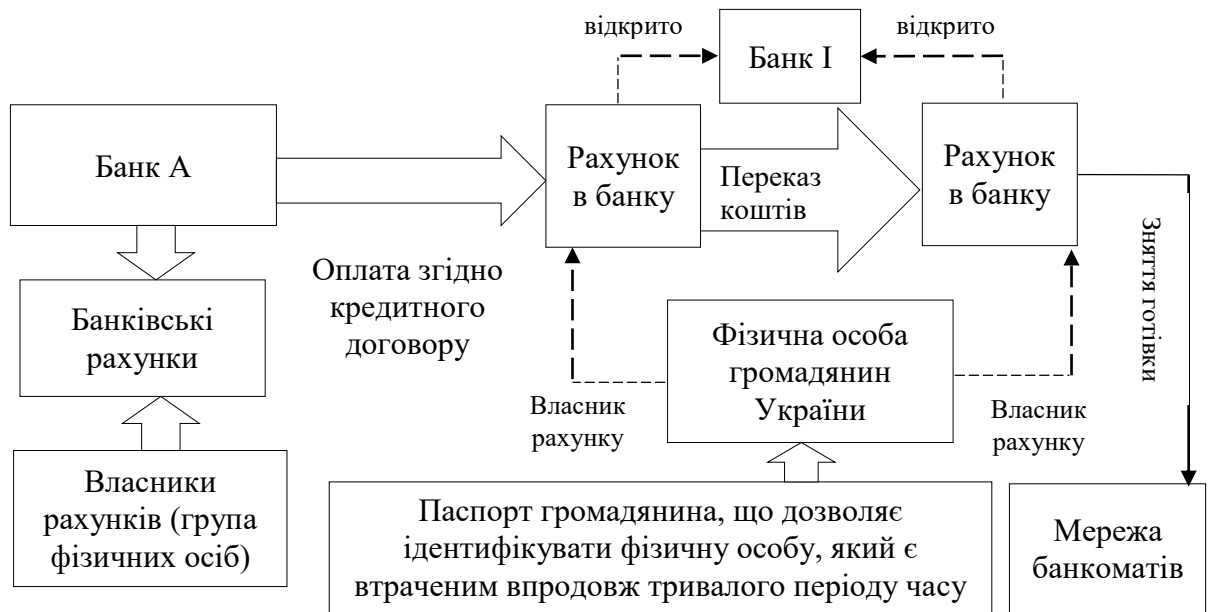 відкрито
відкрито
Банк І
Банк А
Рахунок
в банку
Переказ
коштів
Рахунок
в банку
Зняття готівки
Оплата згідно
кредитного
договору
Банківські
рахунки
Фізична особа
громадянин
України
Власник
рахунку
Власник
рахунку
Власники
рахунків (група
фізичних осіб)
Паспорт громадянина, що дозволяє
ідентифікувати фізичну особу, який є
втраченим впродовж тривалого періоду часу
Мережа
банкоматів